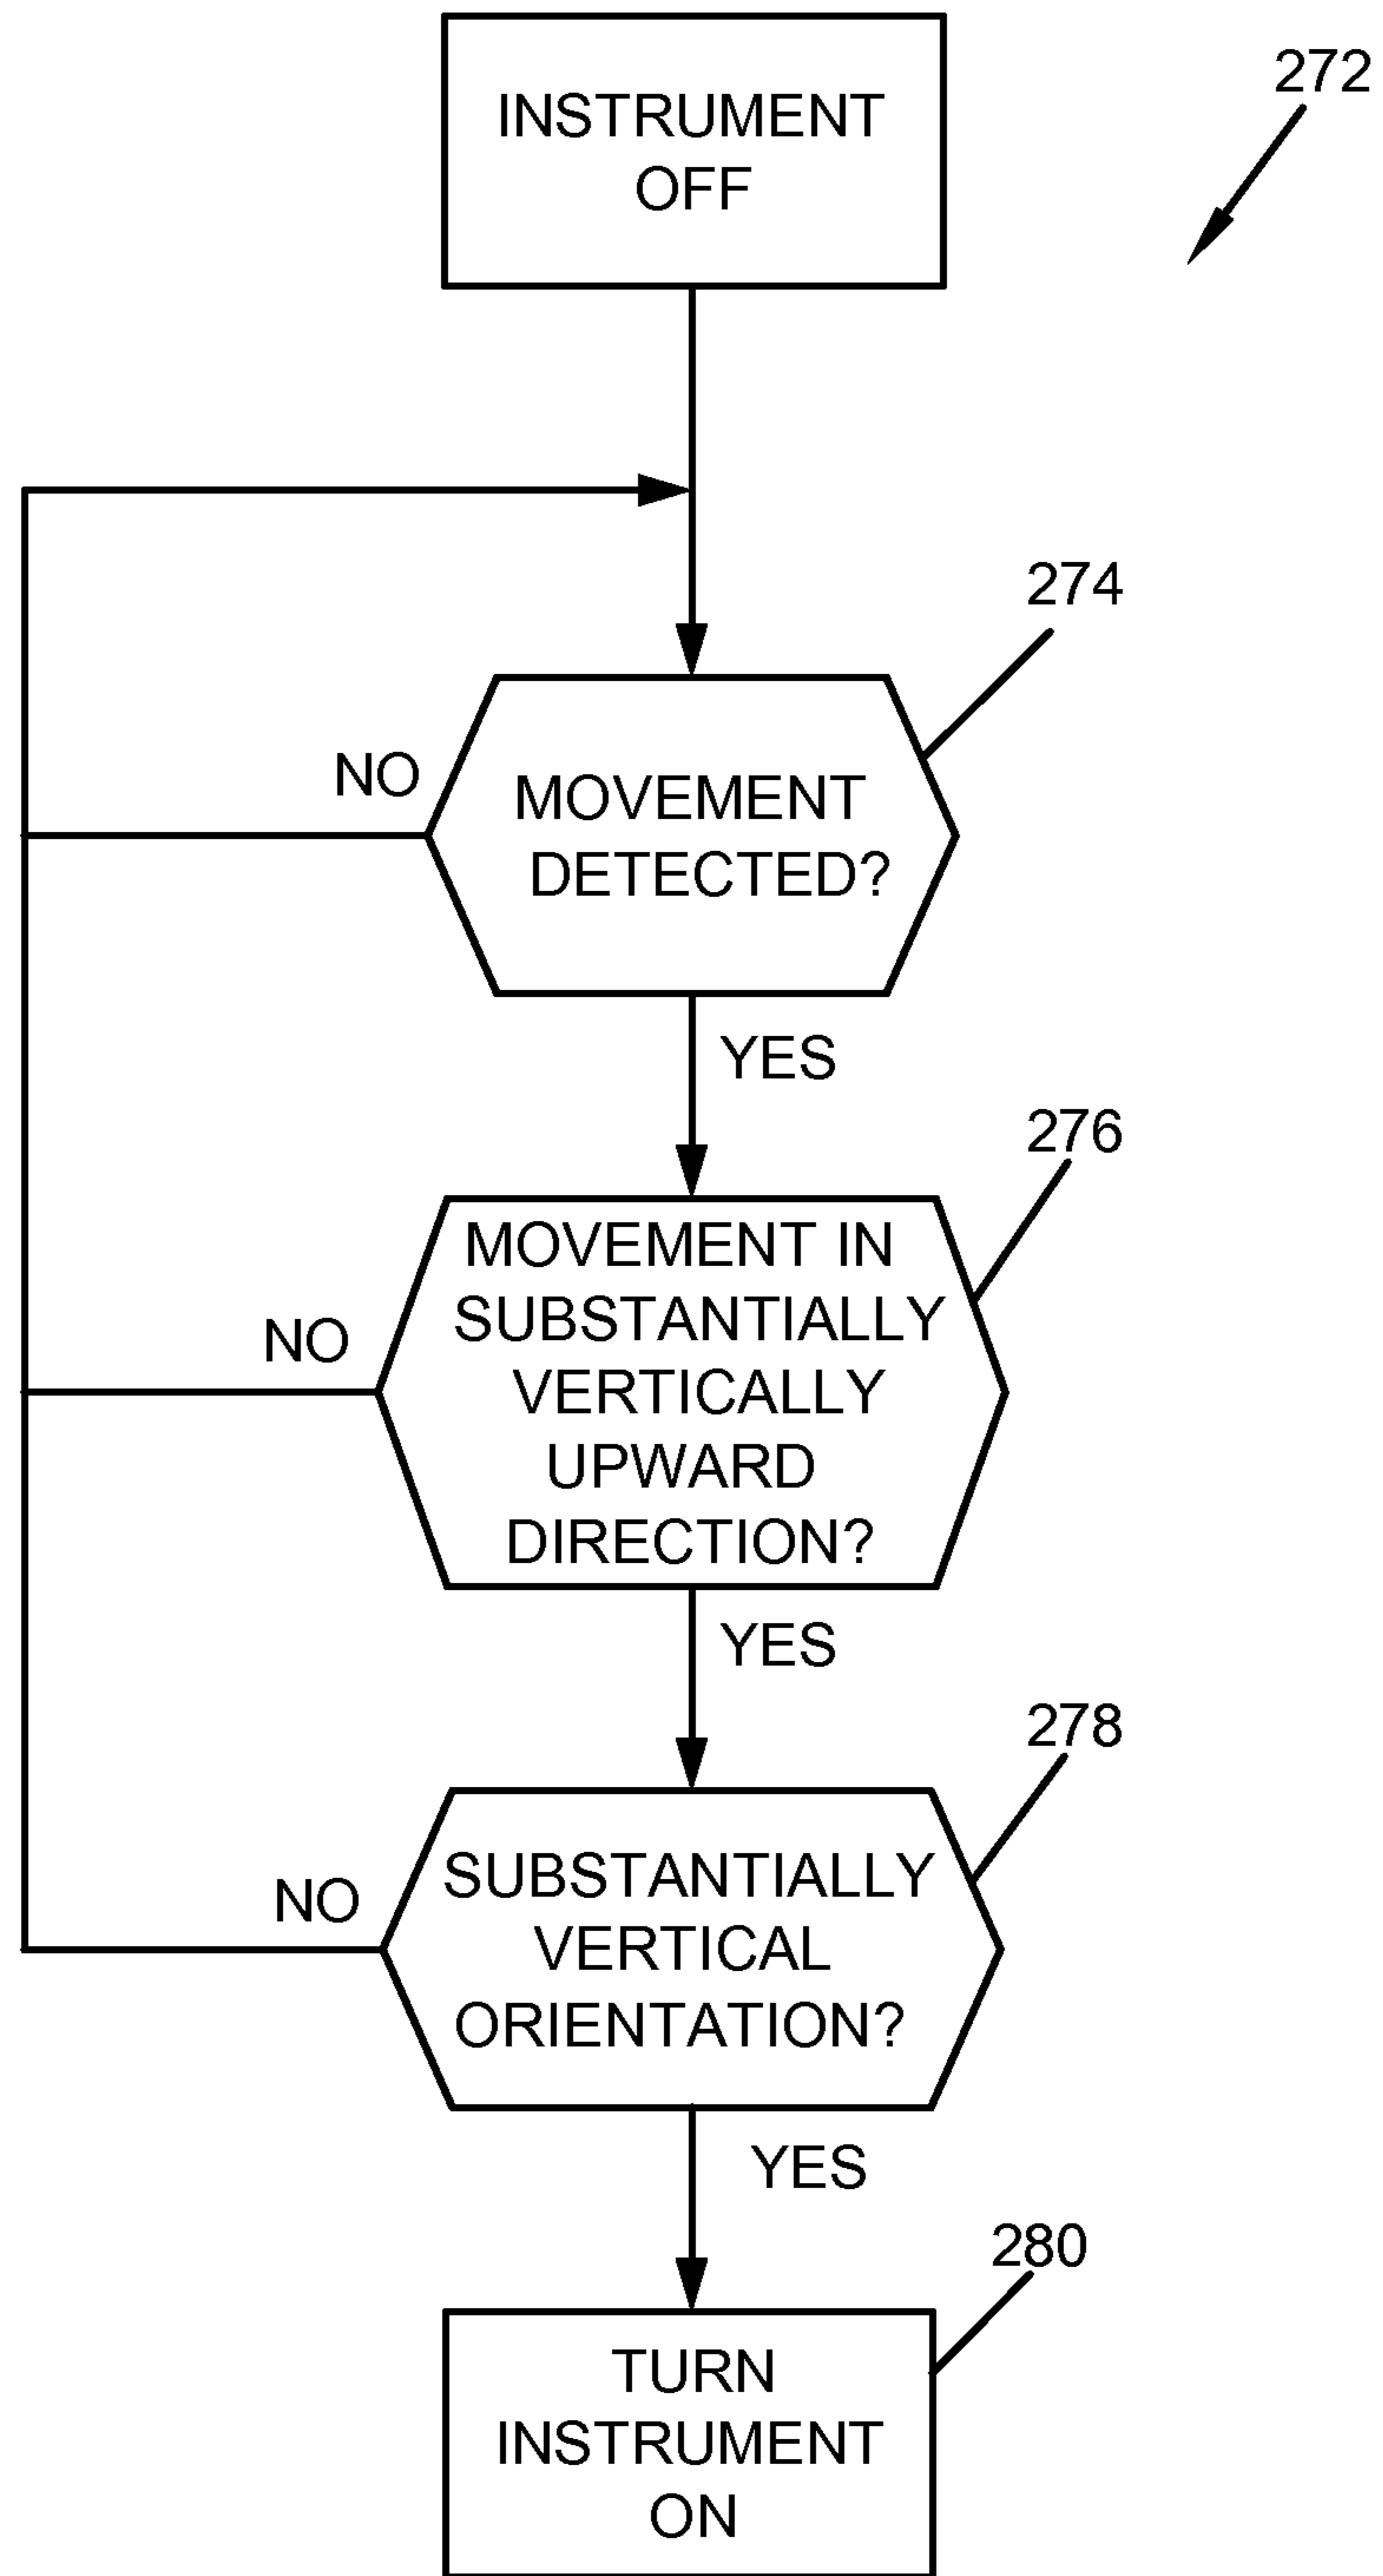 INSTRUMENT
OFF
272
274
NO
MOVEMENT
DETECTED?
YES
276
MOVEMENT IN
SUBSTANTIALLY
VERTICALLY
UPWARD
DIRECTION?
NO
YES
278
SUBSTANTIALLY
VERTICAL
ORIENTATION?
NO
YES
280
TURN
INSTRUMENT
ON